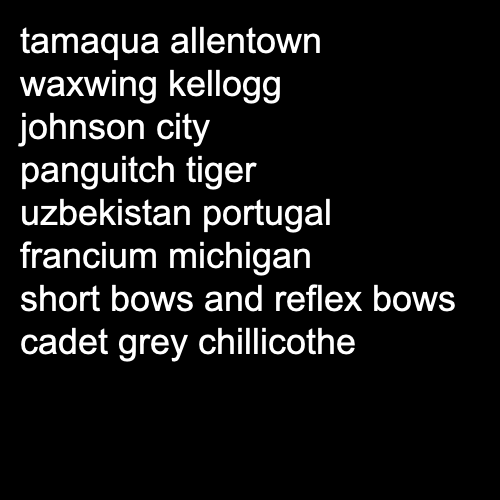 tamaqua allentown
waxwing kellogg
johnson city
panguitch tiger
uzbekistan portugal
francium michigan
short bows and reflex bows
cadet grey chillicothe